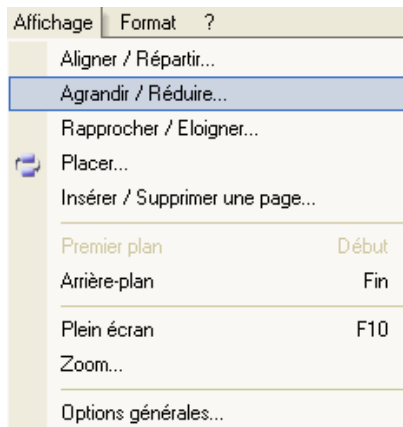 Affichage Format ?
Aligner / Répartir...
Agrandir / Réduire...
Rapprocher / Eloigner...
Placer...
Insérer / Supprimer une page...
Premier plan Début
Arrière-plan Fin
Plein écran F10
Zoom...
Options générales...